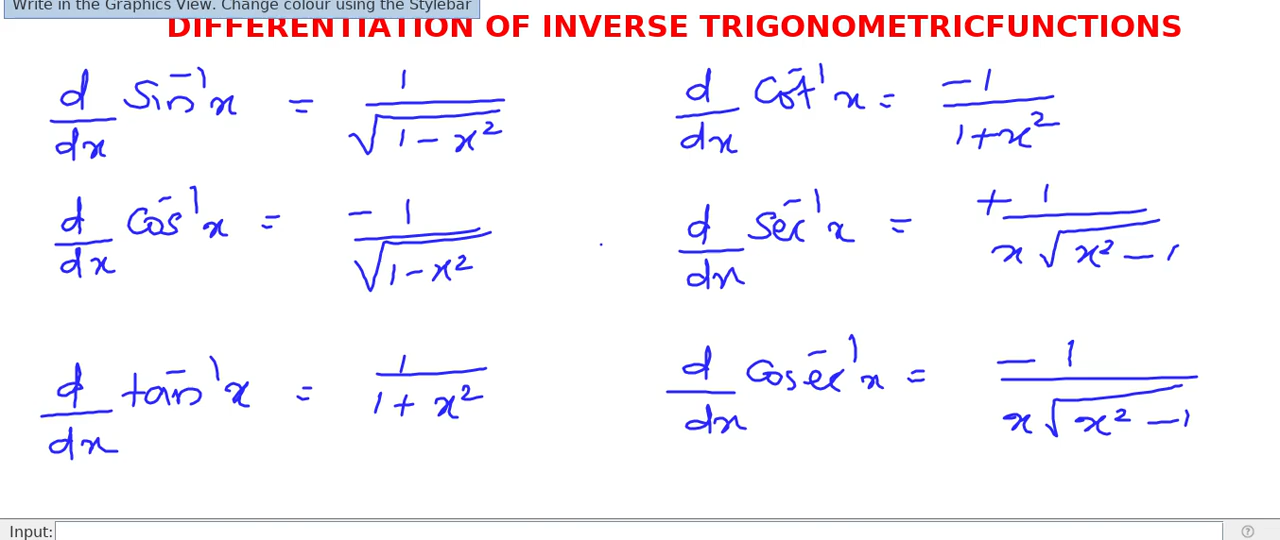 Write in the Graphics View. Change colour using the Stylebar
DIFFERENTIATION OF INVERSE TRIGONOMETRICFUNCTIONS
d/dx sin⁻¹x = 1/√(1-x²)
d/dx cos⁻¹x = -1/√(1-x²)
d/dx tan⁻¹x = 1/(1+x²)
d/dx cot⁻¹x = -1/(1+x²)
d/dx sec⁻¹x = +1/(x√(x²-1))
d/dx cosec⁻¹x = -1/(x√(x²-1))
Input: